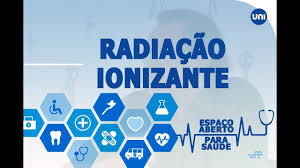 uni
RADIAÇÃO
IONIZANTE
ESPAÇO
ABERTO
PARA
SAÚDE